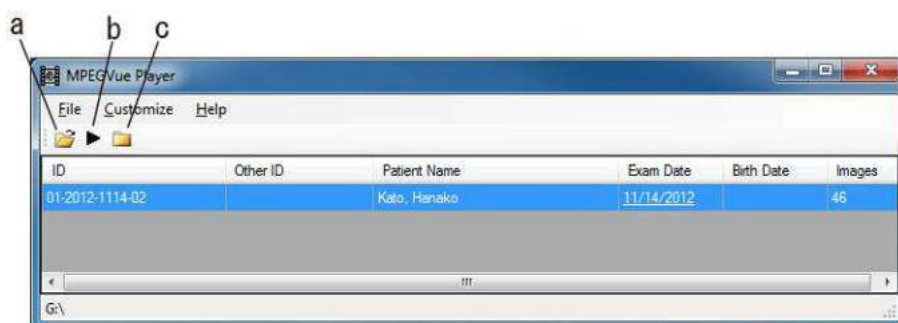 a b c
MPEGVue Player
File Customize Help
ID Other ID Patient Name Exam Date Birth Date Images
01-2012-1114-02 Kato, Hanako 11/14/2012 46
G:\